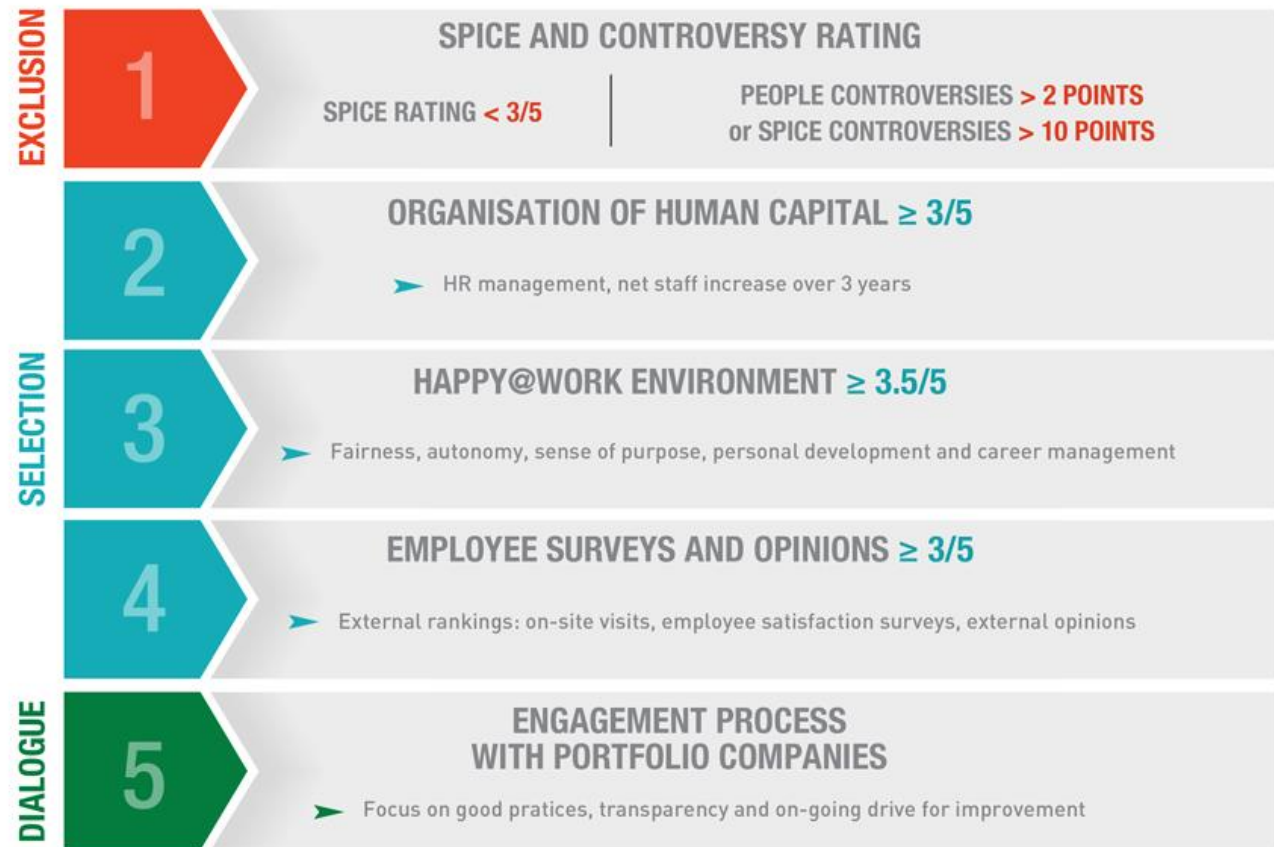 EXCLUSION
1
SPICE AND CONTROVERSY RATING
SPICE RATING < 3/5
PEOPLE CONTROVERSIES > 2 POINTS
or SPICE CONTROVERSIES > 10 POINTS
SELECTION
2
ORGANISATION OF HUMAN CAPITAL ≥ 3/5
HR management, net staff increase over 3 years
3
HAPPY@WORK ENVIRONMENT ≥ 3.5/5
Fairness, autonomy, sense of purpose, personal development and career management
4
EMPLOYEE SURVEYS AND OPINIONS ≥ 3/5
External rankings: on-site visits, employee satisfaction surveys, external opinions
DIALOGUE
5
ENGAGEMENT PROCESS
WITH PORTFOLIO COMPANIES
Focus on good pratices, transparency and on-going drive for improvement